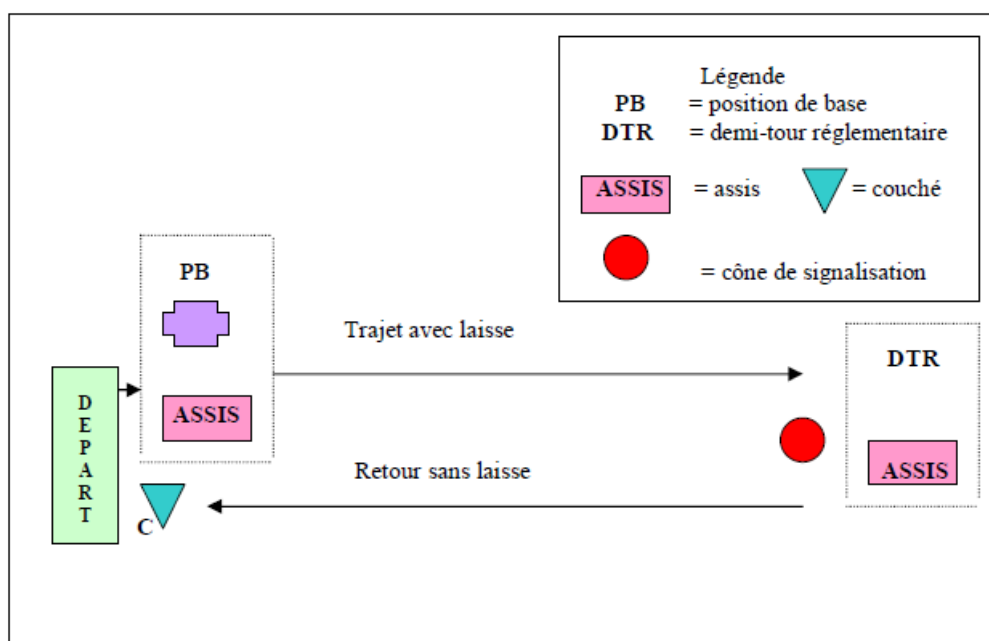 Légende
PB = position de base
DTR = demi-tour réglementaire
ASSIS = assis = couché
= cône de signalisation
PB
Trajet avec laisse
DTR
DEPART
ASSIS
Retour sans laisse
ASSIS
C